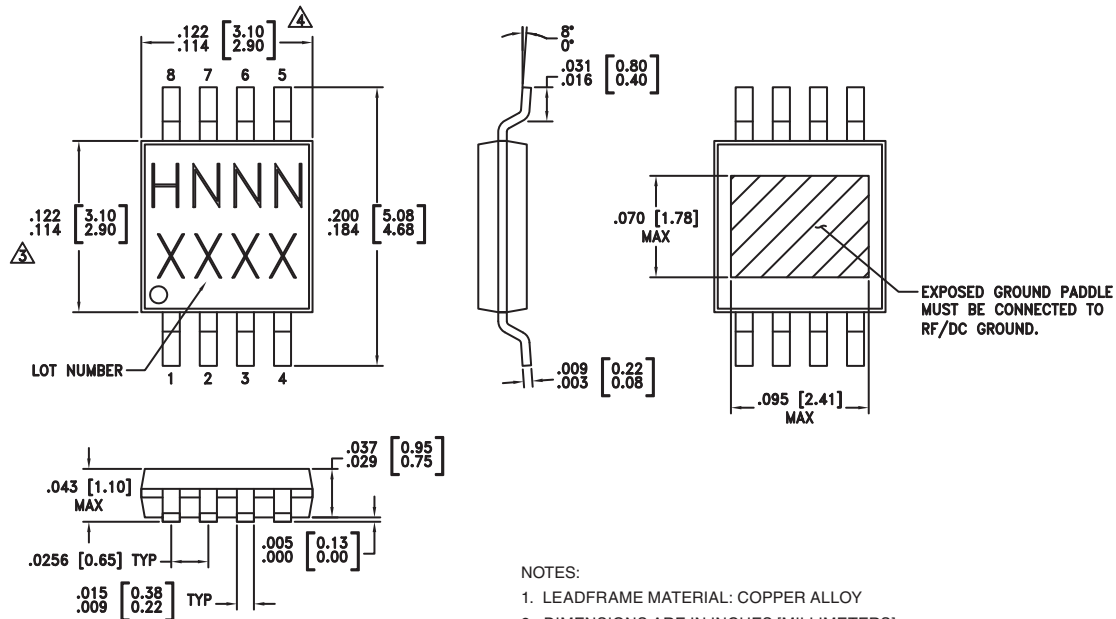 .122 [3.10]
.114 [2.90]
4
8 7 6 5
HNNN
XXXX
.122 [3.10]
.114 [2.90]
3
.200 [5.08]
.184 [4.68]
LOT NUMBER
1 2 3 4
8°
0°
.031 [0.80]
.016 [0.40]
.009 [0.22]
.003 [0.08]
.070 [1.78]
MAX
EXPOSED GROUND PADDLE
MUST BE CONNECTED TO
RF/DC GROUND.
.095 [2.41]
MAX
.037 [0.95]
.029 [0.75]
.043 [1.10]
MAX
.005 [0.13]
.000 [0.00]
.0256 [0.65] TYP
.015 [0.38]
.009 [0.22]
TYP
NOTES:
1. LEADFRAME MATERIAL: COPPER ALLOY